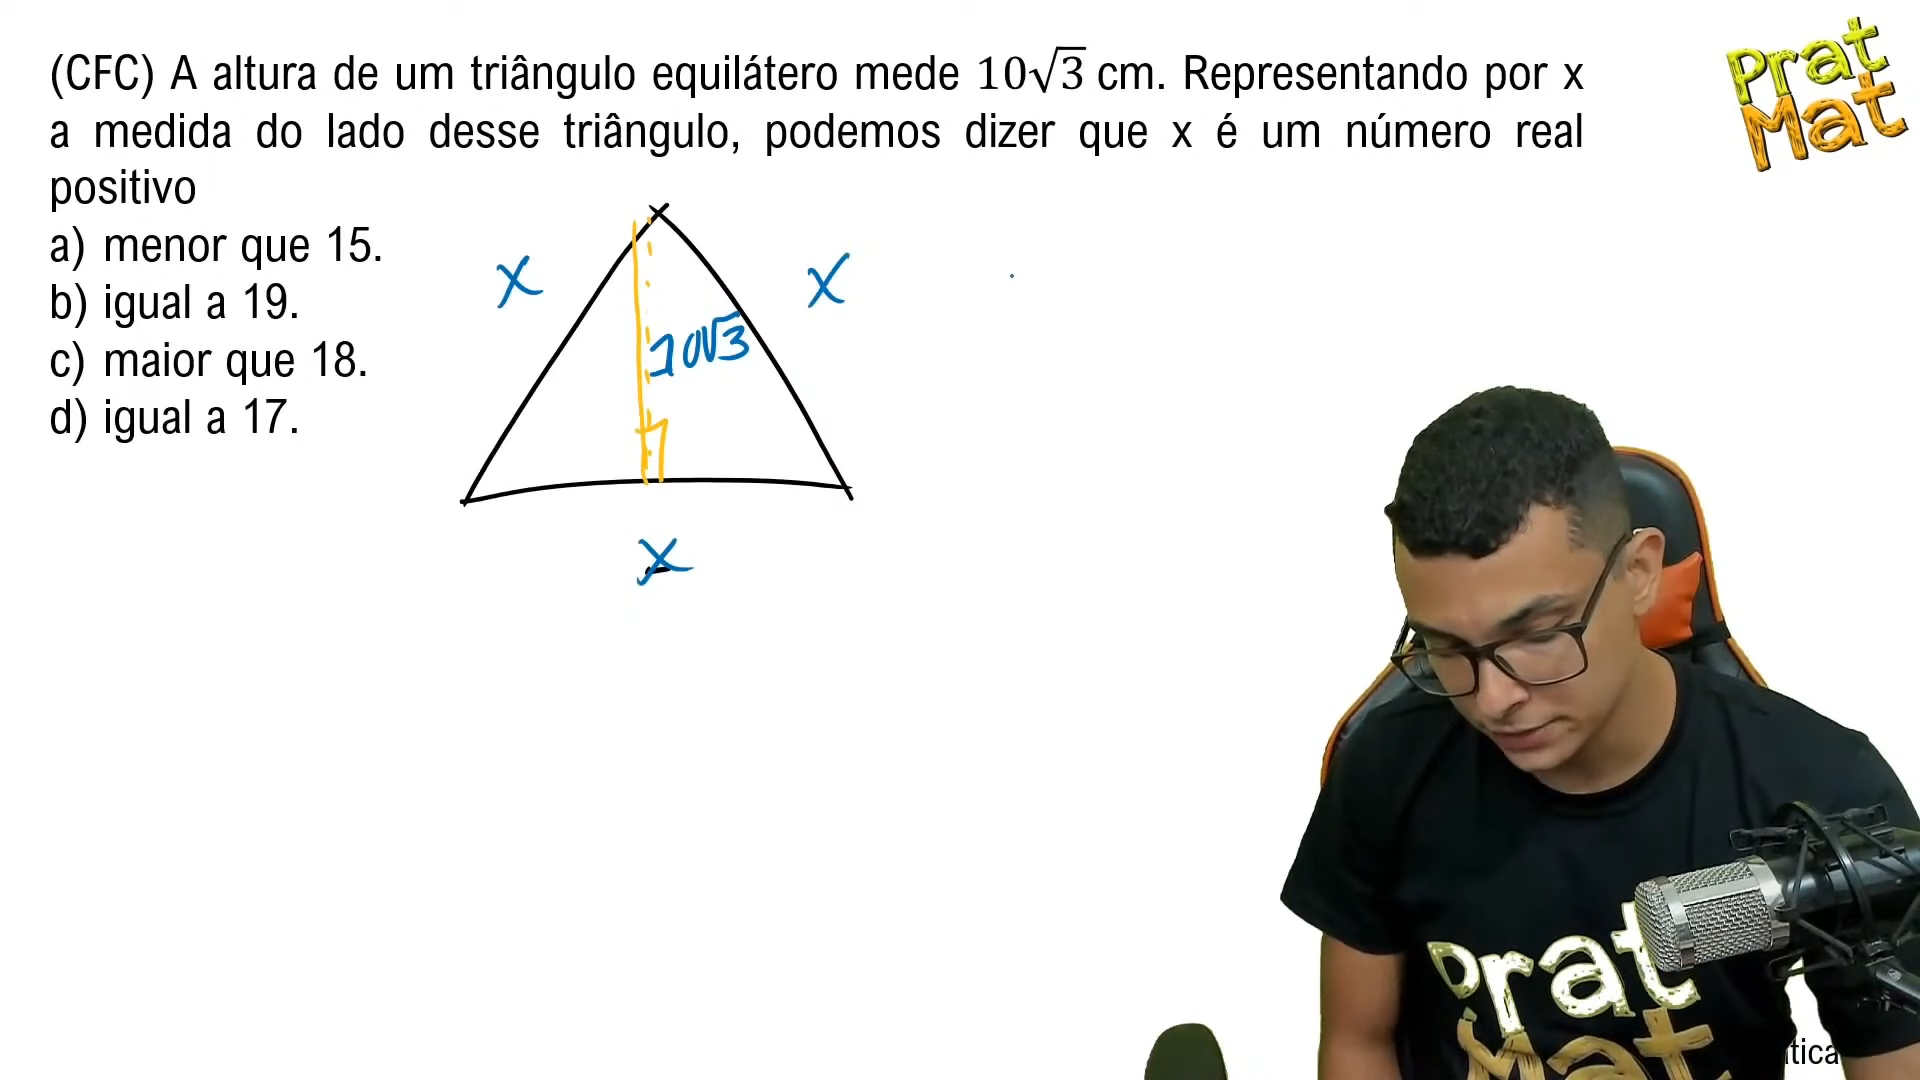 (CFC) A altura de um triângulo equilátero mede 10√3 cm. Representando por x
a medida do lado desse triângulo, podemos dizer que x é um número real
positivo
a) menor que 15.
b) igual a 19.
c) maior que 18.
d) igual a 17.
x
x
10√3
x
Prat
Mat
Prat
Mat